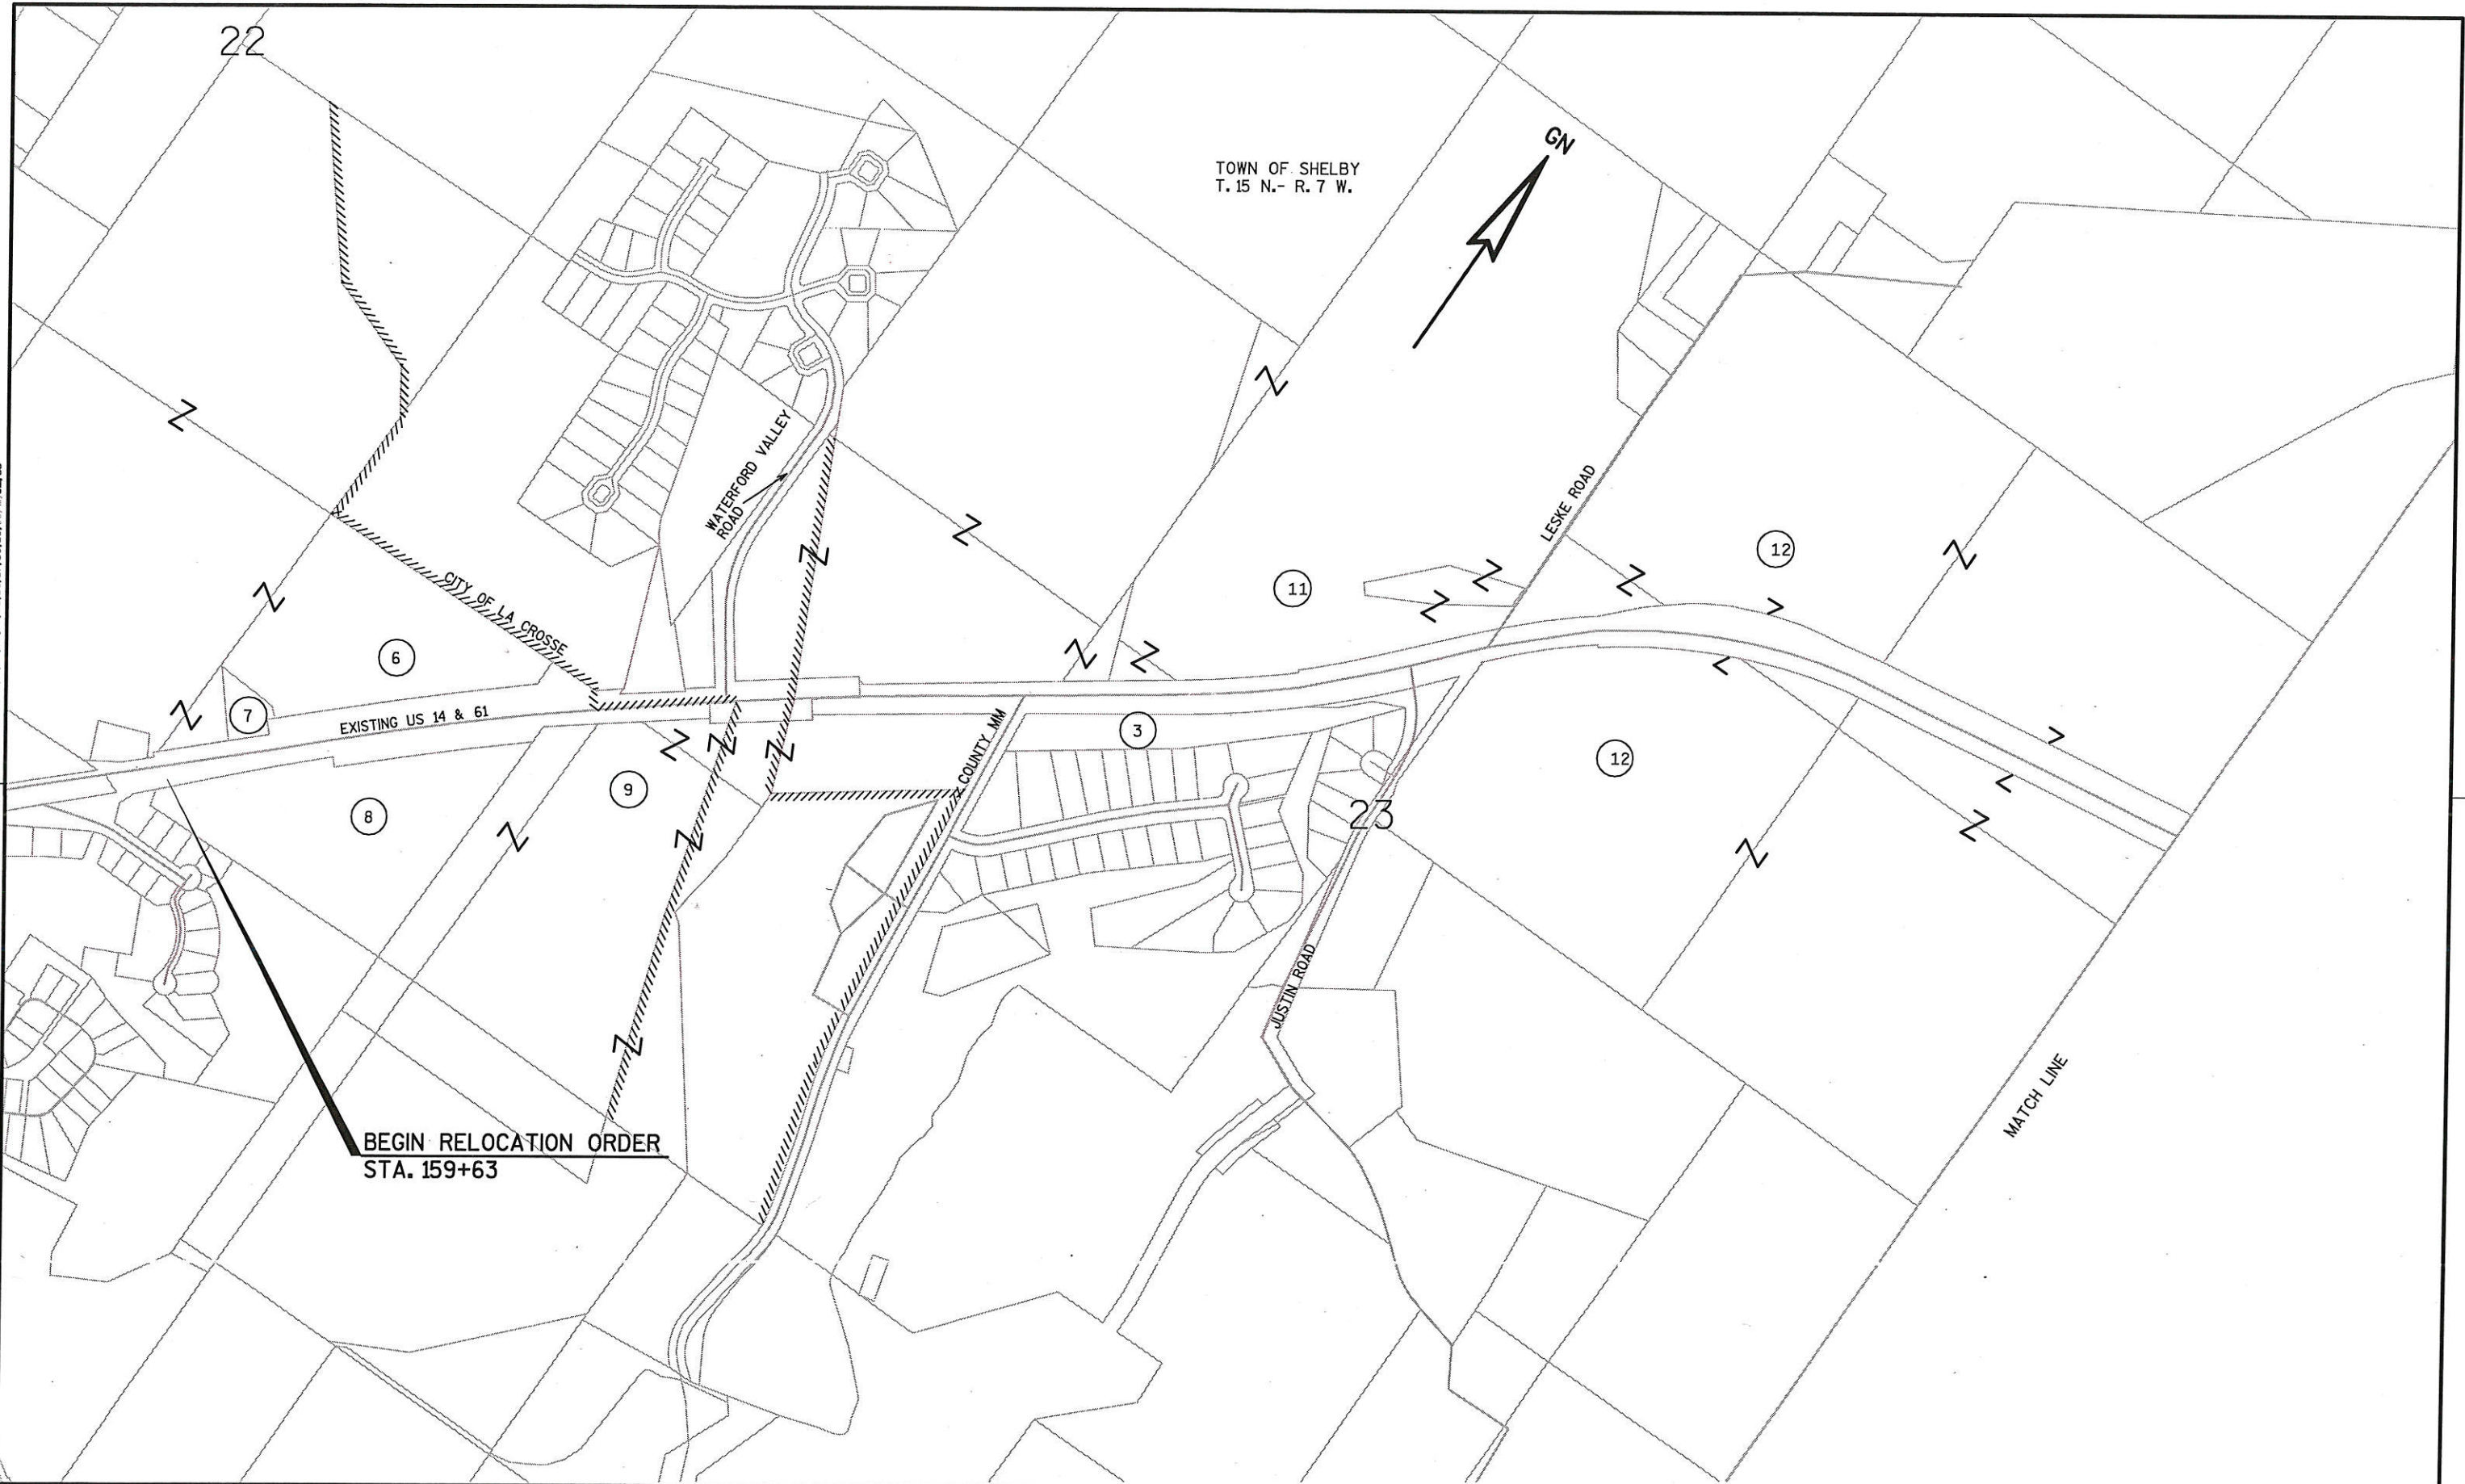 22
TOWN OF SHELBY
T. 15 N.- R. 7 W.
GN
WATERFORD VALLEY
ROAD
LESKE ROAD
12
11
CITY OF LA CROSSE
6
7
EXISTING US 14 & 61
COUNTY MM
3
12
9
8
23
JUSTIN ROAD
MATCH LINE
BEGIN RELOCATION ORDER
STA. 159+63